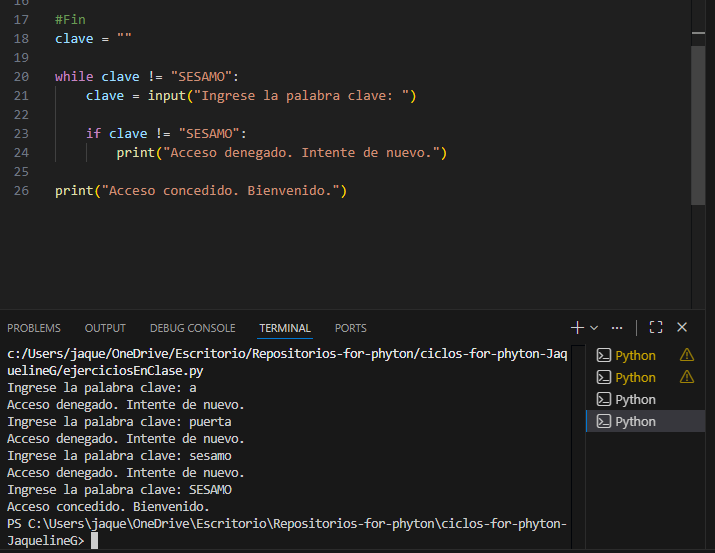 16
17 #Fin
18 clave = ""
19
20 while clave != "SESAMO":
21 clave = input("Ingrese la palabra clave: ")
22
23 if clave != "SESAMO":
24 print("Acceso denegado. Intente de nuevo.")
25
26 print("Acceso concedido. Bienvenido.")
PROBLEMS OUTPUT DEBUG CONSOLE TERMINAL PORTS
c:/Users/jaque/OneDrive/Escritorio/Repositorios-for-phyton/ciclos-for-phyton-Jaq
uelineG/ejerciciosEnClase.py
Ingrese la palabra clave: a
Acceso denegado. Intente de nuevo.
Ingrese la palabra clave: puerta
Acceso denegado. Intente de nuevo.
Ingrese la palabra clave: sesamo
Acceso denegado. Intente de nuevo.
Ingrese la palabra clave: SESAMO
Acceso concedido. Bienvenido.
PS C:\Users\jaque\OneDrive\Escritorio\Repositorios-for-phyton\ciclos-for-phyton-
JaquelineG>
Python
Python
Python
Python